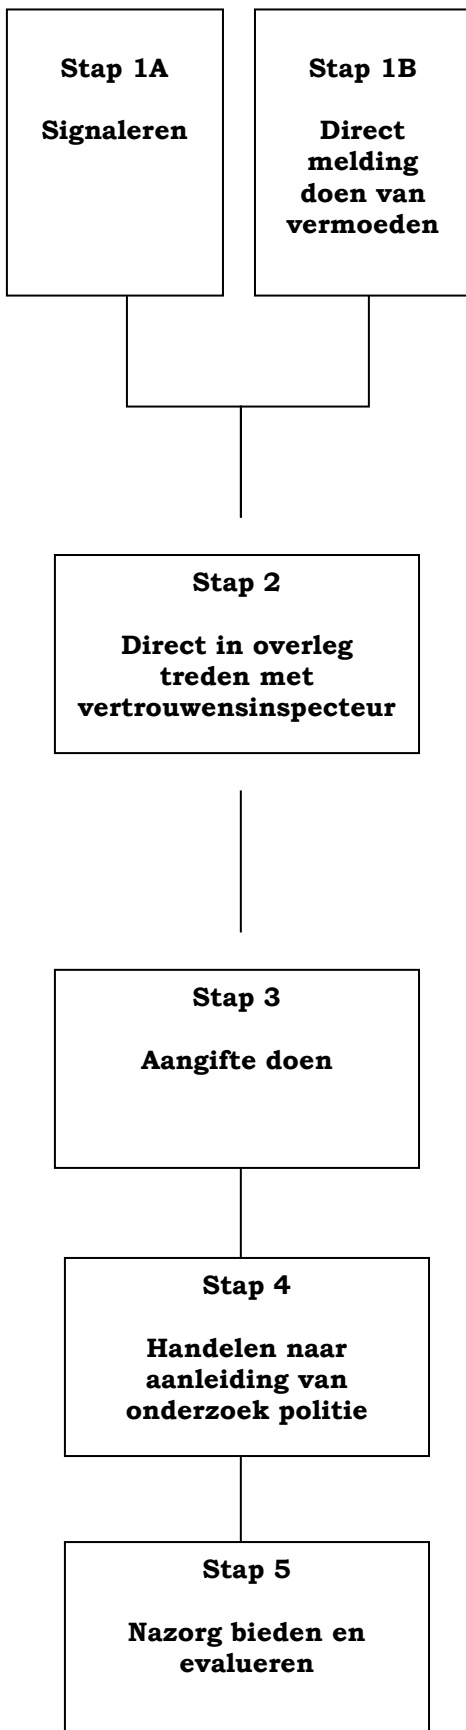 Stap 1A
Signaleren
Stap 1B
Direct
melding
doen van
vermoeden
Stap 2
Direct in overleg
treden met
vertrouwensinspecteur
Stap 3
Aangifte doen
Stap 4
Handelen naar
aanleiding van
onderzoek politie
Stap 5
Nazorg bieden en
evalueren